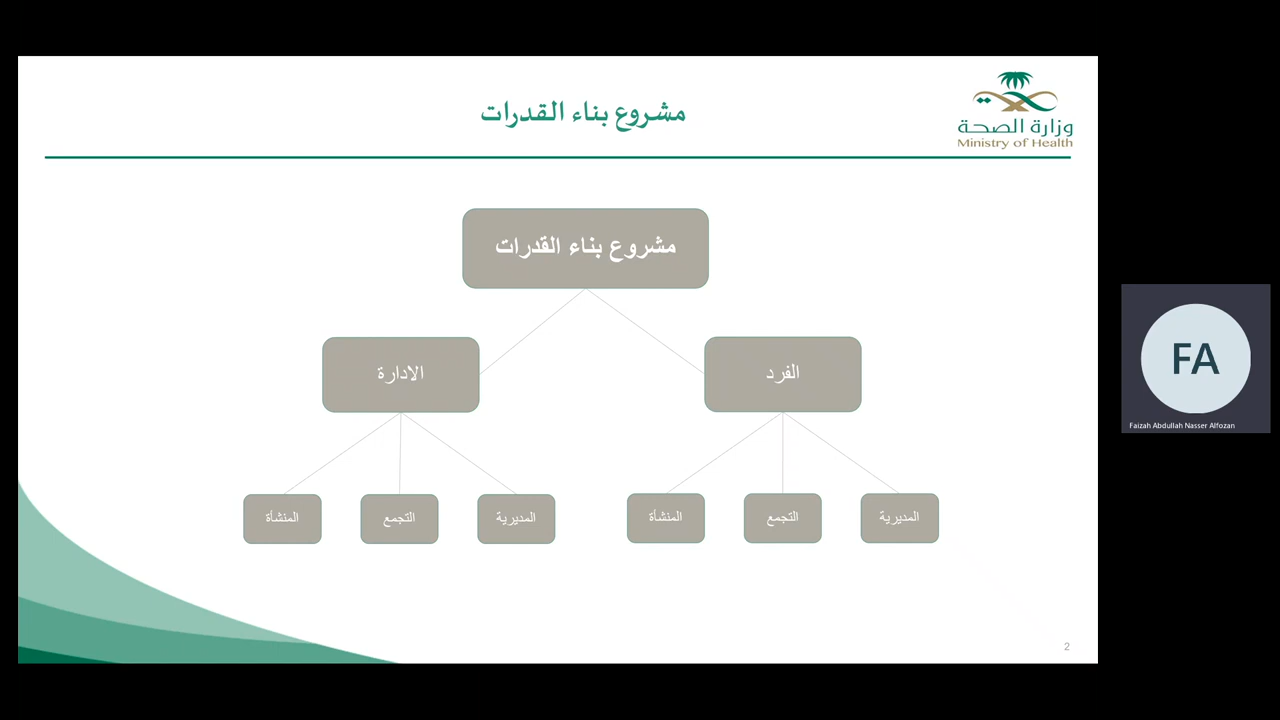 مشروع بناء القدرات
وزارة الصحة
Ministry of Health
مشروع بناء القدرات
الفرد
الادارة
المديرية
التجمع
المنشأة
المديرية
التجمع
المنشأة
2
FA
Faizah Abdullah Nasser Alfozan